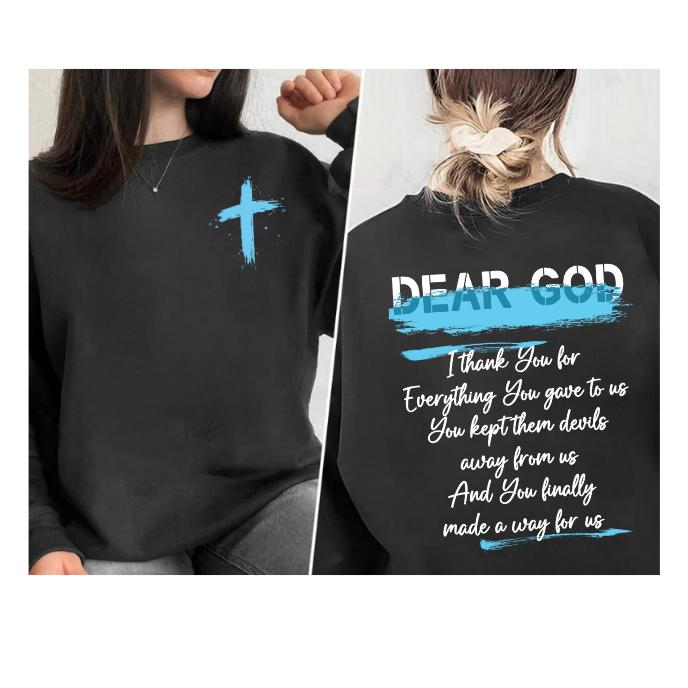 DEAR GOD
I thank You for
Everything You gave to us
You kept them devils
away from us
And You finally
made a way for us